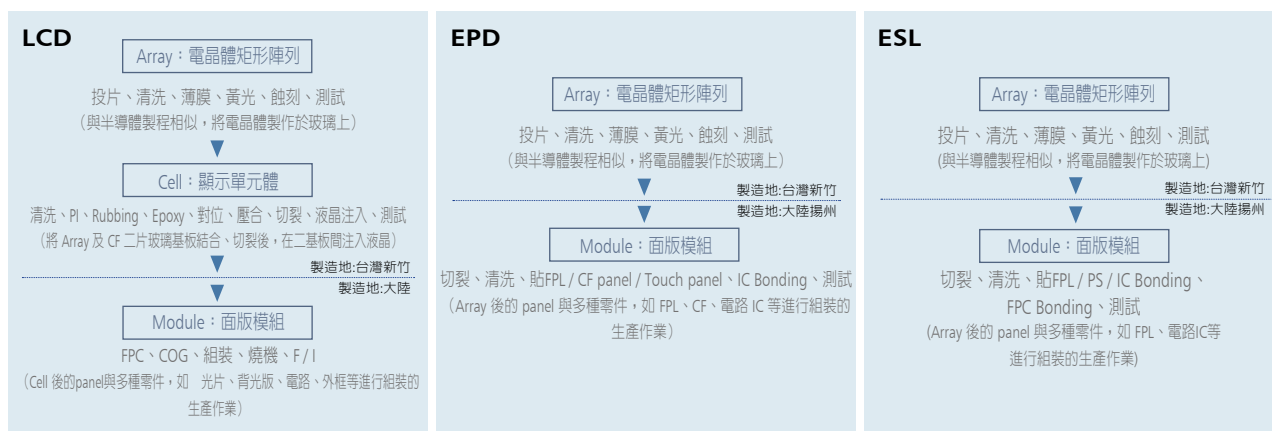 LCD
Array：電晶體矩形陣列
投片、清洗、薄膜、黃光、蝕刻、測試
（與半導體製程相似，將電晶體製作於玻璃上）
Cell：顯示單元體
清洗、PI、Rubbing、Epoxy、對位、壓合、切裂、液晶注入、測試
（將 Array 及 CF 二片玻璃基板結合、切裂後，在二基板間注入液晶）
製造地:台灣新竹
製造地:大陸
Module：面版模組
FPC、COG、組裝、燒機、F / I
（Cell 後的panel與多種零件，如 光片、背光版、電路、外框等進行組裝的
生產作業）
EPD
Array：電晶體矩形陣列
投片、清洗、薄膜、黃光、蝕刻、測試
（與半導體製程相似，將電晶體製作於玻璃上）
製造地:台灣新竹
製造地:大陸揚州
Module：面版模組
切裂、清洗、貼FPL / CF panel / Touch panel、IC Bonding、測試
（Array 後的 panel 與多種零件，如 FPL、CF、電路 IC 等進行組裝的
生產作業）
ESL
Array：電晶體矩形陣列
投片、清洗、薄膜、黃光、蝕刻、測試
(與半導體製程相似，將電晶體製作於玻璃上)
製造地:台灣新竹
製造地:大陸揚州
Module：面版模組
切裂、清洗、貼FPL / PS / IC Bonding、
FPC Bonding、測試
(Array 後的 panel 與多種零件，如 FPL、電路IC等
進行組裝的生產作業)